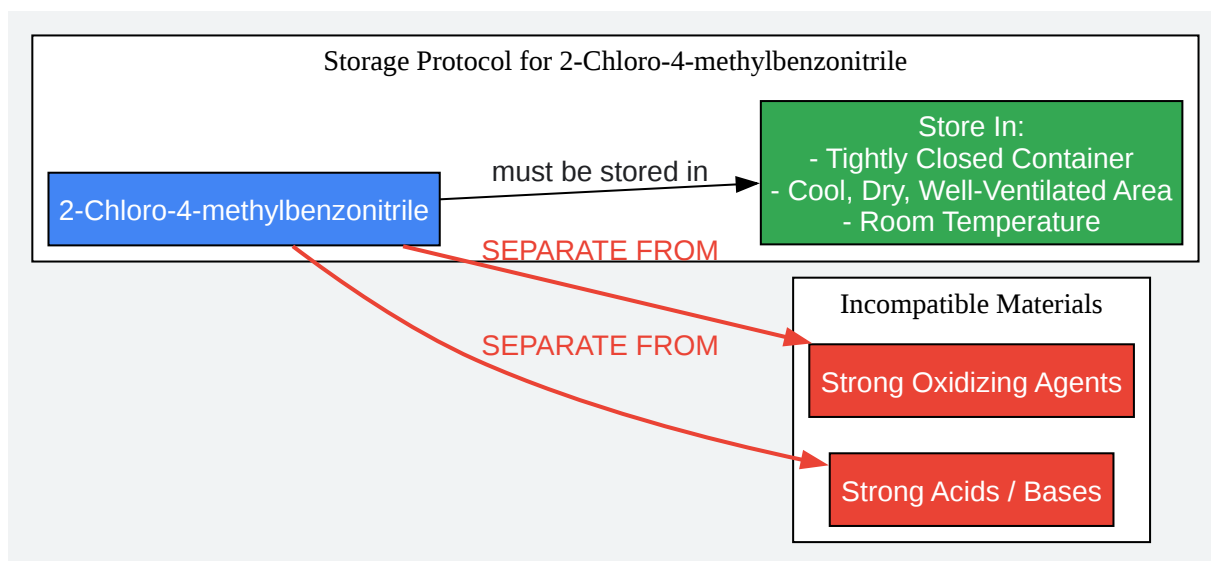 Storage Protocol for 2-Chloro-4-methylbenzonitrile
2-Chloro-4-methylbenzonitrile
must be stored in
Store In:
- Tightly Closed Container
- Cool, Dry, Well-Ventilated Area
- Room Temperature
SEPARATE FROM
SEPARATE FROM
Incompatible Materials
Strong Oxidizing Agents
Strong Acids / Bases